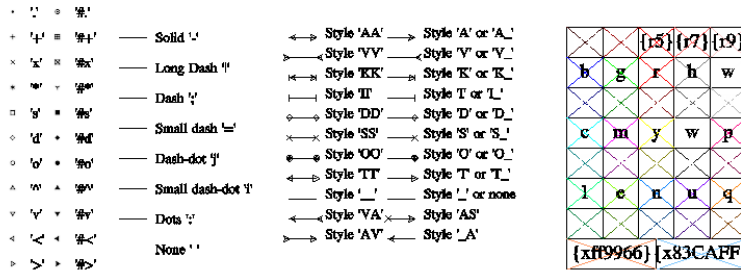 '.' '#.'
'+' '#+'
'x' '#x'
'*' '#*'
's' '#s'
'd' '#d'
'o' '#o'
'^' '#^'
'v' '#v'
'<' '#<'
'>' '#>'
Solid '-'
Long Dash '|'
Dash ';'
Small dash '='
Dash-dot 'j'
Small dash-dot 'i'
Dots ':'
None ' '
Style 'AA' Style 'A' or 'A_'
Style 'VV' Style 'V' or 'V_'
Style 'KK' Style 'K' or 'K_'
Style 'II' Style 'I' or 'I_'
Style 'DD' Style 'D' or 'D_'
Style 'SS' Style 'S' or 'S_'
Style 'OO' Style 'O' or 'O_'
Style 'TT' Style 'T' or 'T_'
Style '__' Style '_' or none
Style 'VA' Style 'AS'
Style 'AV' Style '_A'
{r5} {r7} {r9}
b g r h w
c m y w p
l e n u q
{xff9966} {x83CAFF}